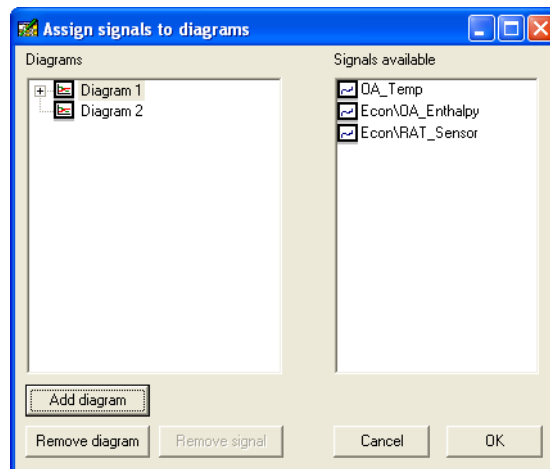 Assign signals to diagrams
Diagrams
Signals available
Diagram 1
Diagram 2
OA_Temp
Econ\OA_Enthalpy
Econ\RAT_Sensor
Add diagram
Remove diagram
Remove signal
Cancel
OK